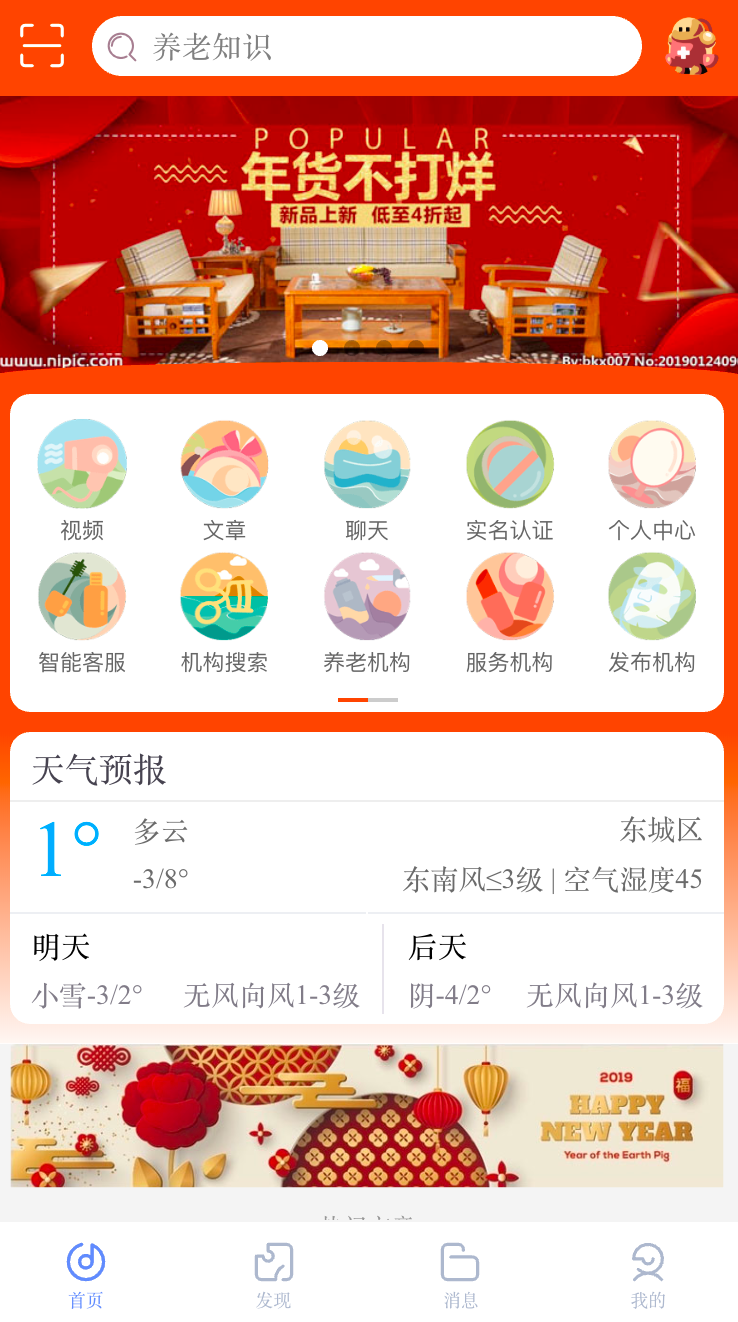 养老知识
POPULAR
年货不打烊
新品上新 低至4折起
www.nipic.com
By:bkx007 No:2019012409
视频 文章 聊天 实名认证 个人中心
智能客服 机构搜索 养老机构 服务机构 发布机构
天气预报
1° 多云 东城区
-3/8° 东南风≤3级 | 空气湿度45
明天 后天
小雪-3/2° 无风向风1-3级 阴-4/2° 无风向风1-3级
2019
福
HAPPY
NEW YEAR
Year of the Earth Pig
首页 发现 消息 我的